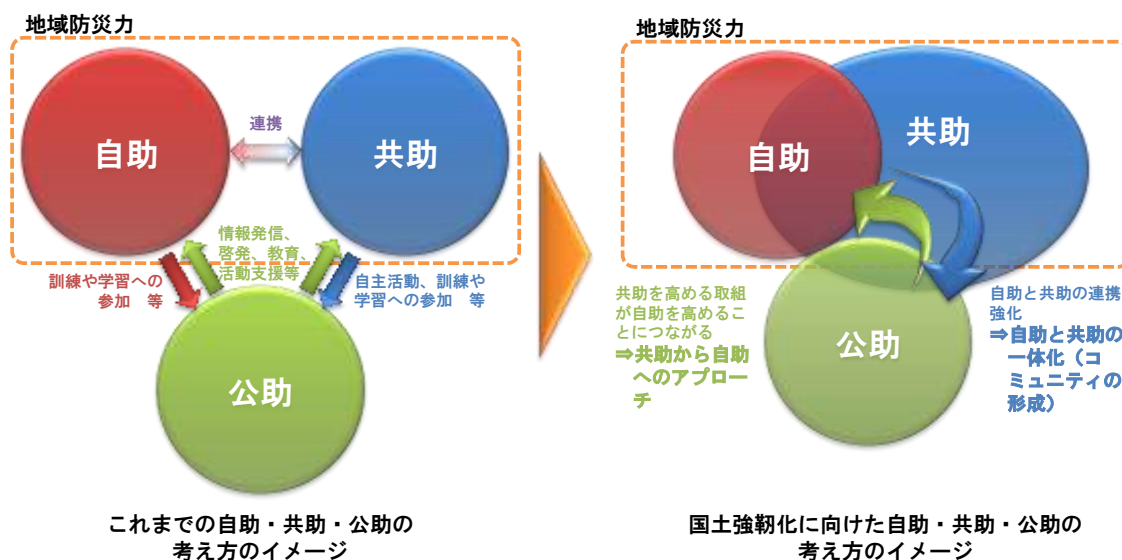 地域防災力
自助
連携
共助
情報発信、
啓発、教育、
活動支援等
訓練や学習への
参加　等
自主活動、訓練や
学習への参加　等
公助
これまでの自助・共助・公助の
考え方のイメージ
地域防災力
自助
共助
共助を高める取組
が自助を高めるこ
とにつながる
⇒共助から自助
へのアプロー
チ
公助
自助と共助の連携
強化
⇒自助と共助の
一体化（コ
ミュニティの
形成）
国土強靭化に向けた自助・共助・公助の
考え方のイメージ